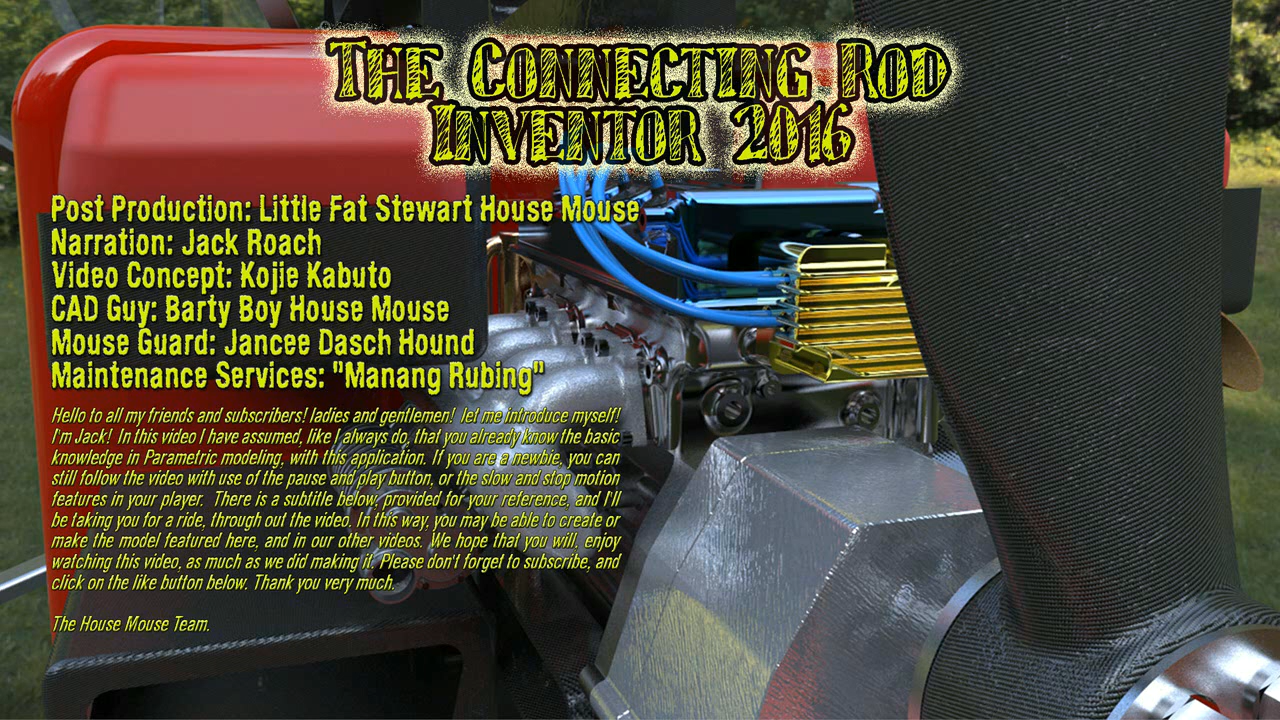 The Connecting Rod
Inventor 2016
Post Production: Little Fat Stewart House Mouse
Narration: Jack Roach
Video Concept: Kojie Kabuto
CAD Guy: Barty Boy House Mouse
Mouse Guard: Jancee Dasch Hound
Maintenance Services: "Manang Rubing"
Hello to all my friends and subscribers! ladies and gentlemen! let me introduce myself!
I'm Jack! In this video I have assumed, like I always do, that you already know the basic
knowledge in Parametric modeling, with this application. If you are a newbie, you can
still follow the video with use of the pause and play button, or the slow and stop motion
features in your player. There is a subtitle below, provided for your reference, and I'll
be taking you for a ride, through out the video. In this way, you may be able to create or
make the model featured here, and in our other videos. We hope that you will, enjoy
watching this video, as much as we did making it. Please don't forget to subscribe, and
click on the like button below. Thank you very much.
The House Mouse Team.